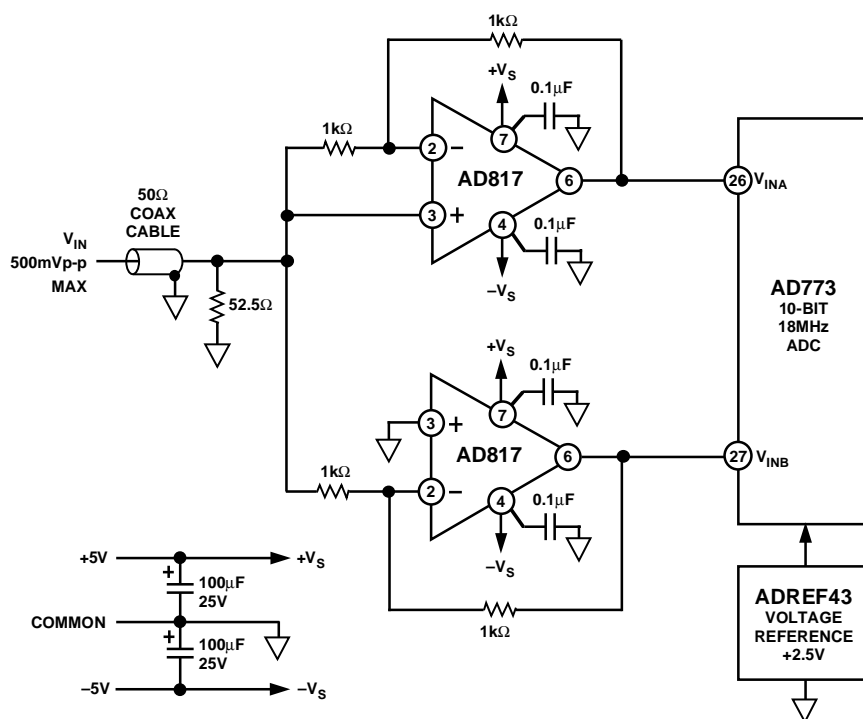 1kΩ
+VS
0.1μF
1kΩ
2
−
7
AD817
6
3
+
4
0.1μF
−VS
50Ω
COAX
CABLE
VIN
500mVp-p
MAX
52.5Ω
26
VINA
AD773
10-BIT
18MHz
ADC
+VS
0.1μF
3
+
7
AD817
6
27
VINB
1kΩ
2
−
4
0.1μF
−VS
1kΩ
+5V
+VS
+
100μF
25V
COMMON
+
100μF
25V
−5V
−VS
ADREF43
VOLTAGE
REFERENCE
+2.5V